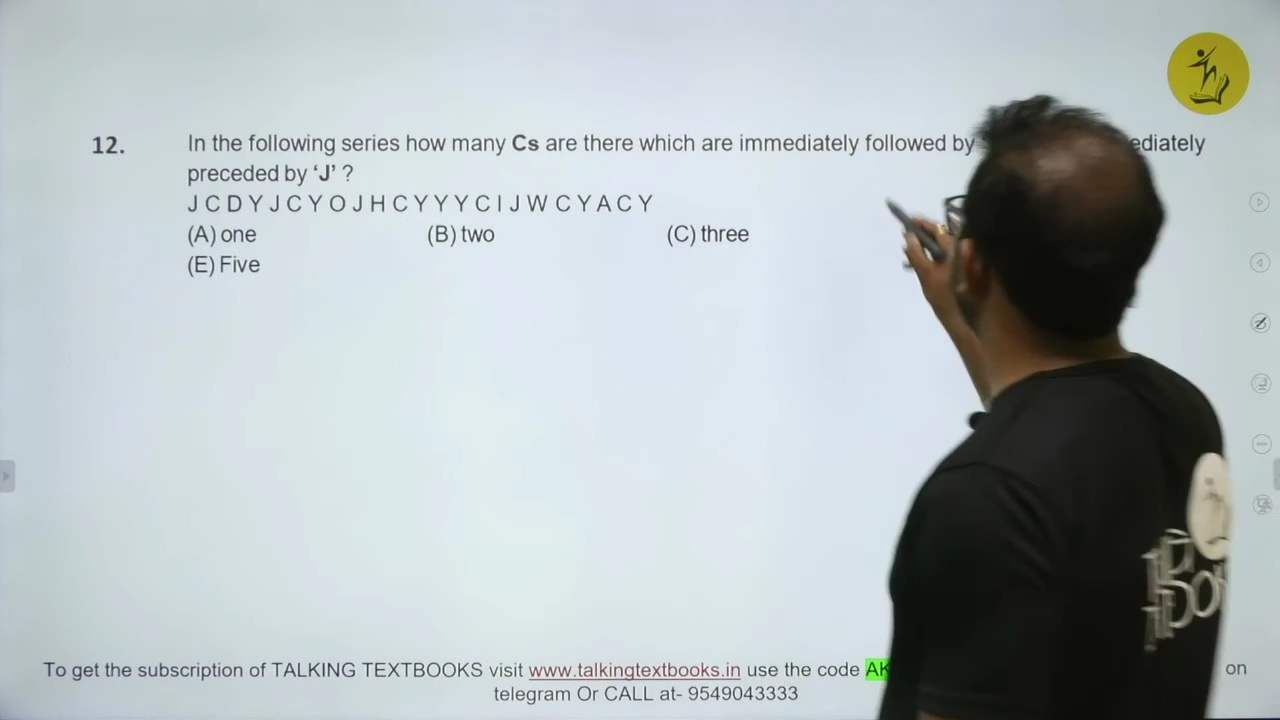 12. In the following series how many Cs are there which are immediately followed by
preceded by ‘J’ ?
J C D Y J C Y O J H C Y Y Y C I J W C Y A C Y
(A) one (B) two (C) three
(E) Five
To get the subscription of TALKING TEXTBOOKS visit www.talkingtextbooks.in use the code on
telegram Or CALL at- 9549043333